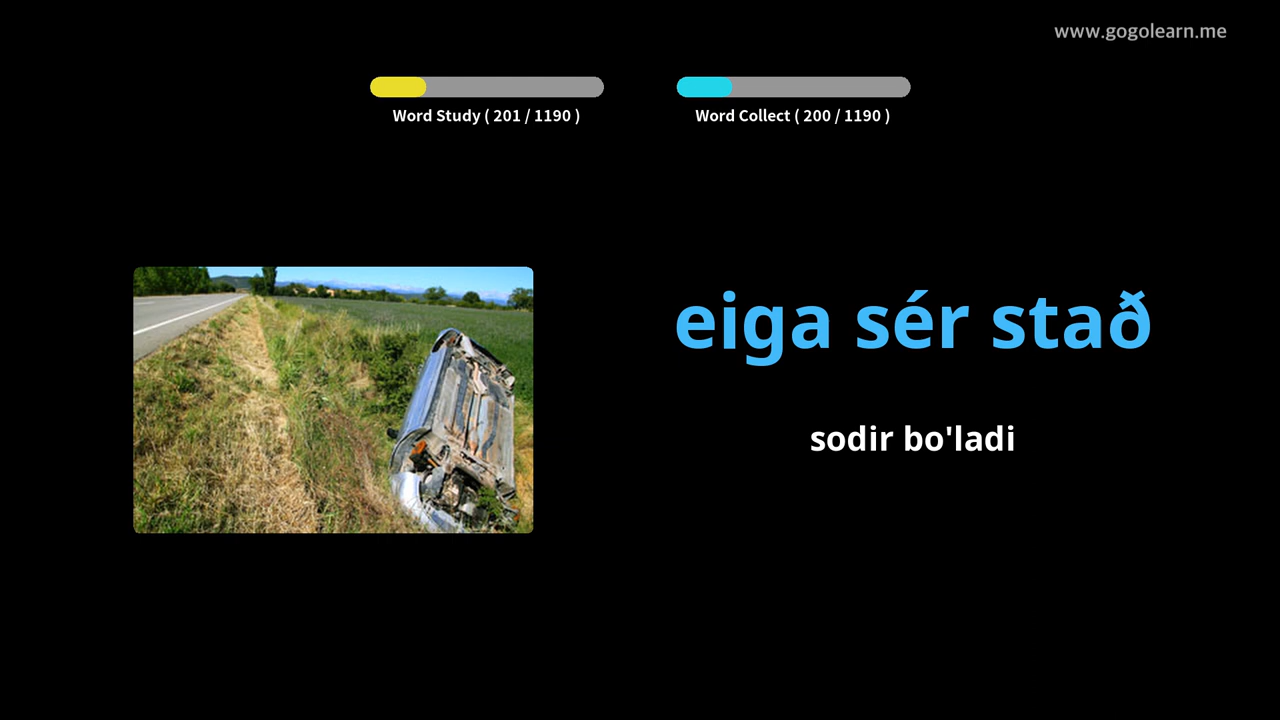 www.gogolearn.me
Word Study ( 201 / 1190 )
Word Collect ( 200 / 1190 )
eiga sér stað
sodir bo'ladi